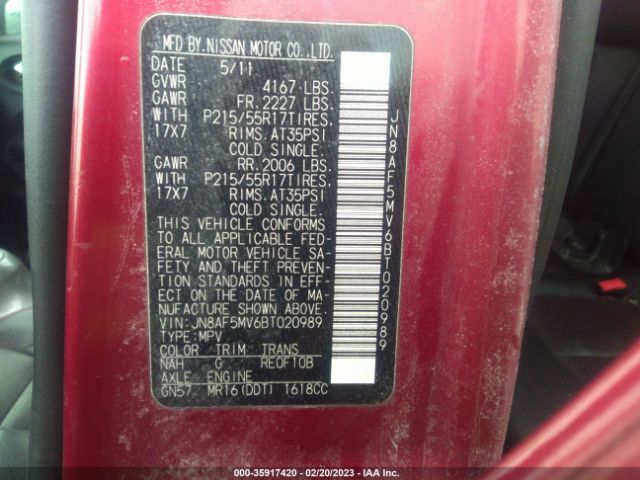 MFD BY NISSAN MOTOR CO.,LTD.
DATE 5/11
GVWR 4167 LBS.
GAWR FR. 2227 LBS.
WITH P215/55R17TIRES.
17X7 RIMS. AT35PSI
COLD SINGLE.
GAWR RR. 2006 LBS.
WITH P215/55R17TIRES.
17X7 RIMS. AT35PSI
COLD SINGLE.
THIS VEHICLE CONFORMS
TO ALL APPLICABLE FED-
ERAL MOTOR VEHICLE SA-
FETY AND THEFT PREVEN-
TION STANDARDS IN EFF-
ECT ON THE DATE OF MA-
NUFACTURE SHOWN ABOVE.
VIN: JN8AF5MV6BT020989
TYPE: MPV
COLOR TRIM TRANS
NAH G RE0F10B
AXLE ENGINE
GN57 MR16(DDT) 1618CC
JN8AF5MV6BT020989
000-35917420 - 02/20/2023 - IAA Inc.